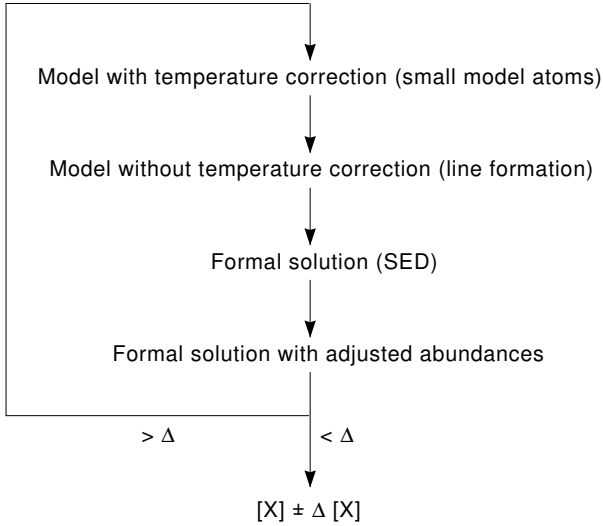 Model with temperature correction (small model atoms)
Model without temperature correction (line formation)
Formal solution (SED)
Formal solution with adjusted abundances
> Δ
< Δ
[X] ± Δ [X]